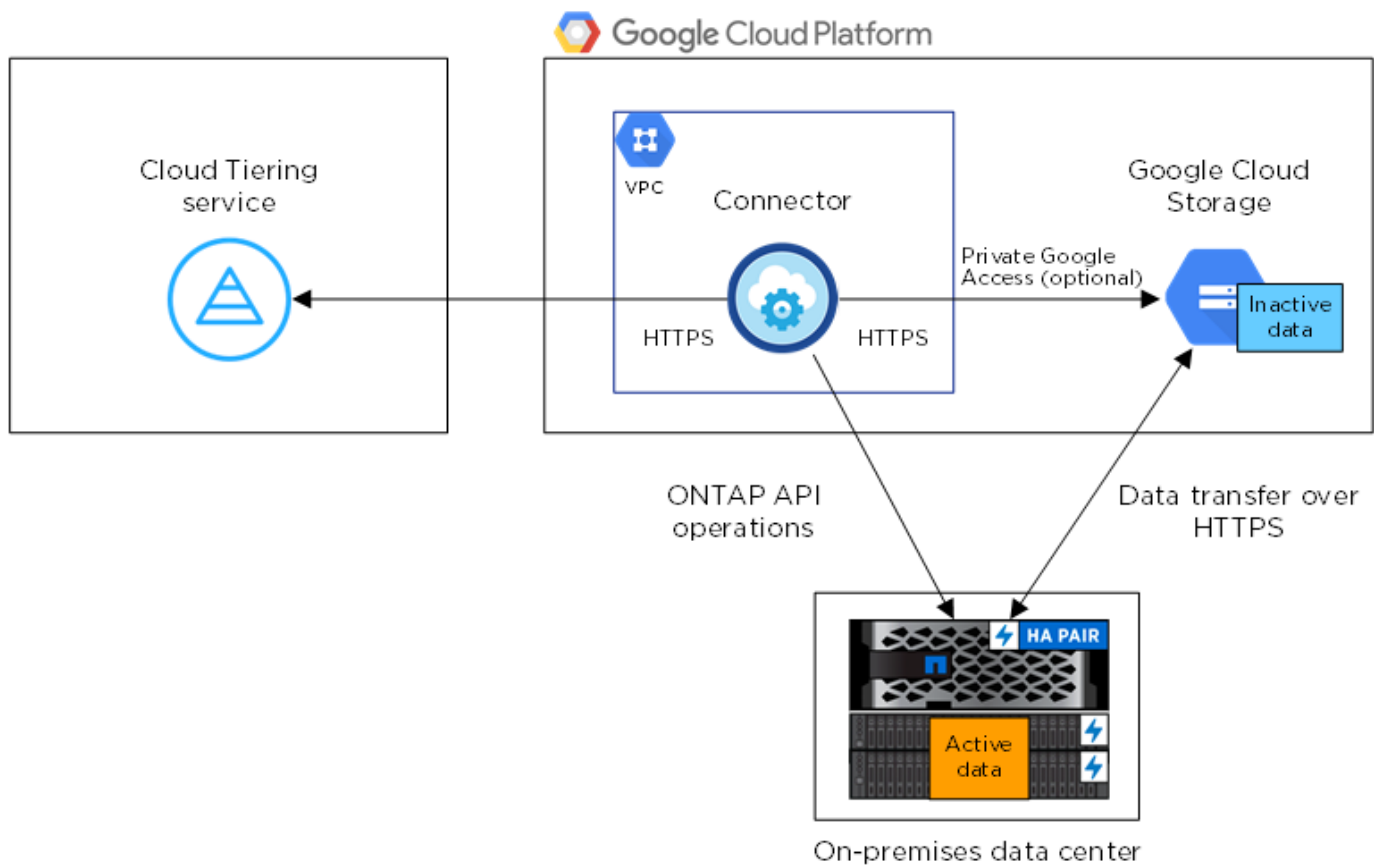 Google Cloud Platform
Cloud Tiering
service
VPC
Connector
Google Cloud
Storage
Private Google
Access (optional)
HTTPS
HTTPS
Inactive
data
ONTAP API
operations
Data transfer over
HTTPS
HA PAIR
Active
data
On-premises data center